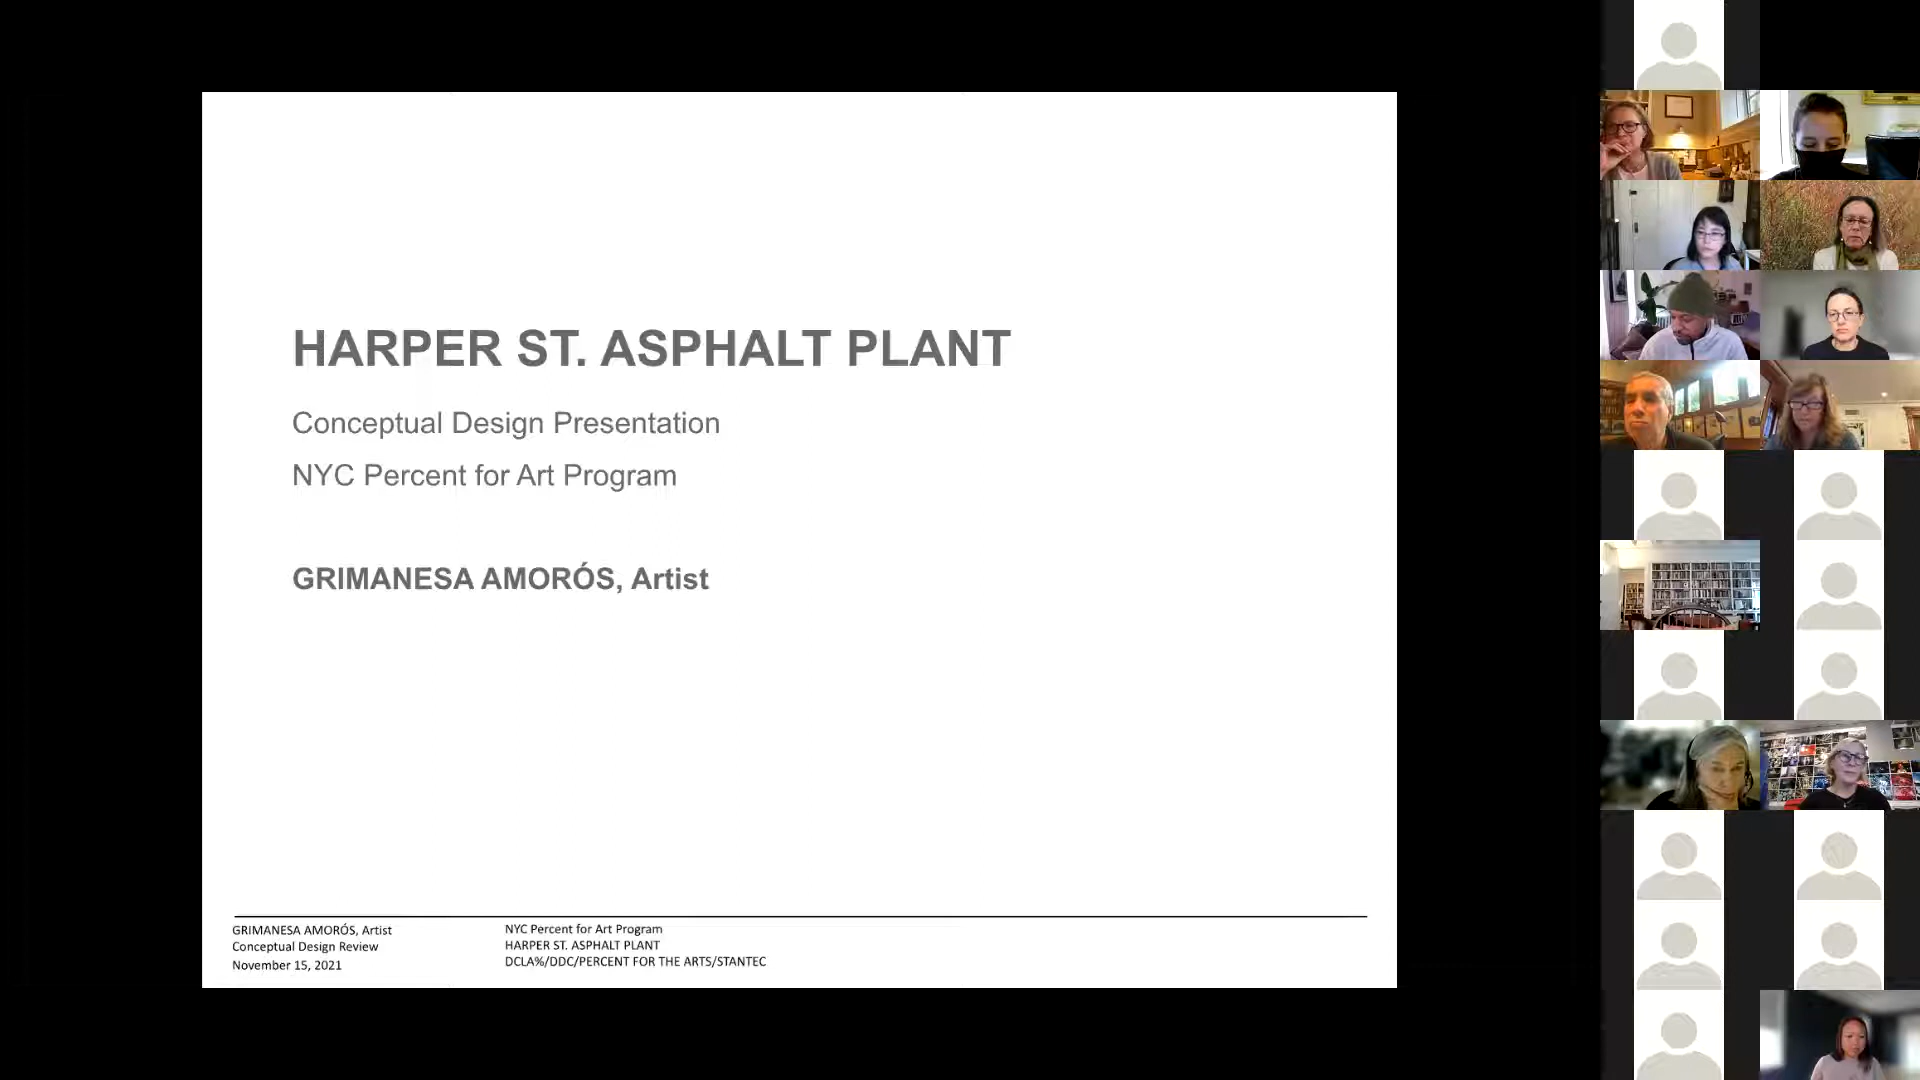 HARPER ST. ASPHALT PLANT
Conceptual Design Presentation
NYC Percent for Art Program
GRIMANESA AMORÓS, Artist
GRIMANESA AMORÓS, Artist
Conceptual Design Review
November 15, 2021
NYC Percent for Art Program
HARPER ST. ASPHALT PLANT
DCLA%/DDC/PERCENT FOR THE ARTS/STANTEC